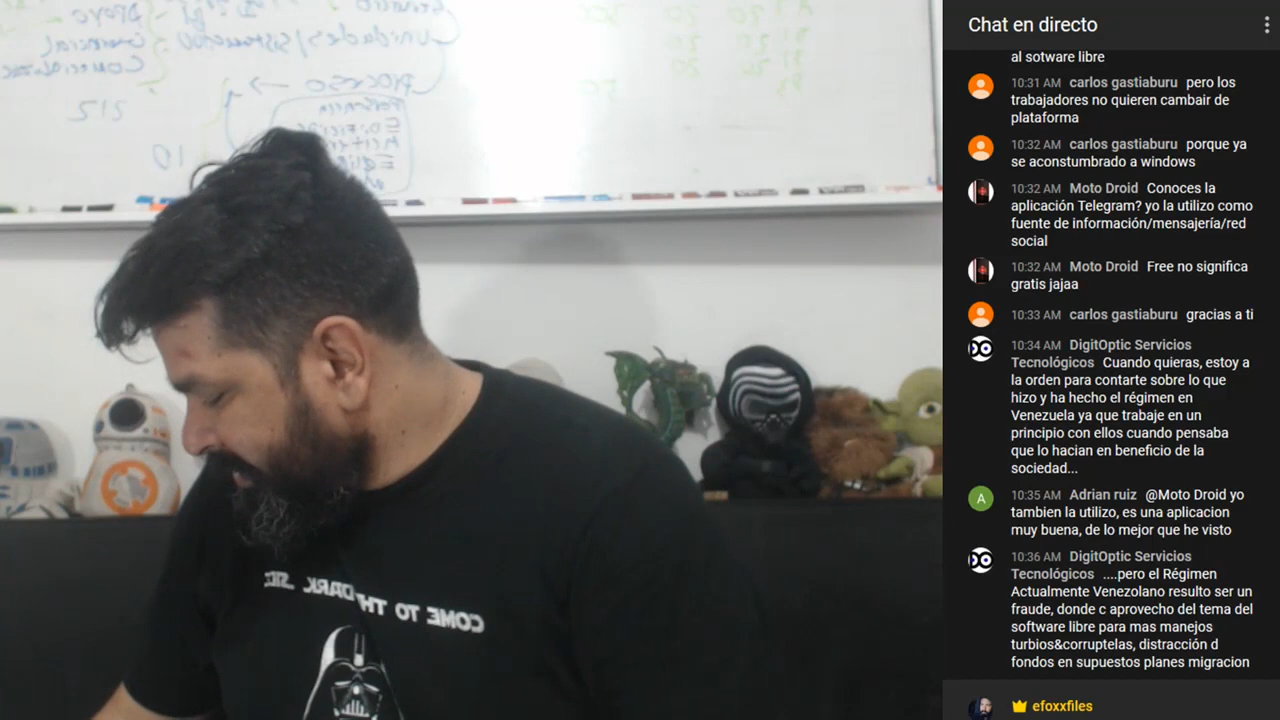 COME TO THE DARK SIDE
212
10
Chat en directo
al sotware libre
10:31 AM carlos gastiaburu pero los
trabajadores no quieren cambair de
plataforma
10:32 AM carlos gastiaburu porque ya
se aconstumbrado a windows
10:32 AM Moto Droid Conoces la
aplicación Telegram? yo la utilizo como
fuente de información/mensajería/red
social
10:32 AM Moto Droid Free no significa
gratis jajaa
10:33 AM carlos gastiaburu gracias a ti
10:34 AM DigitOptic Servicios
Tecnológicos Cuando quieras, estoy a
la orden para contarte sobre lo que
hizo y ha hecho el régimen en
Venezuela ya que trabaje en un
principio con ellos cuando pensaba
que lo hacian en beneficio de la
sociedad...
A
10:35 AM Adrian ruiz @Moto Droid yo
tambien la utilizo, es una aplicacion
muy buena, de lo mejor que he visto
10:36 AM DigitOptic Servicios
Tecnológicos ....pero el Régimen
Actualmente Venezolano resulto ser un
fraude, donde c aprovecho del tema del
software libre para mas manejos
turbios&corruptelas, distracción d
fondos en supuestos planes migracion
efoxxfiles